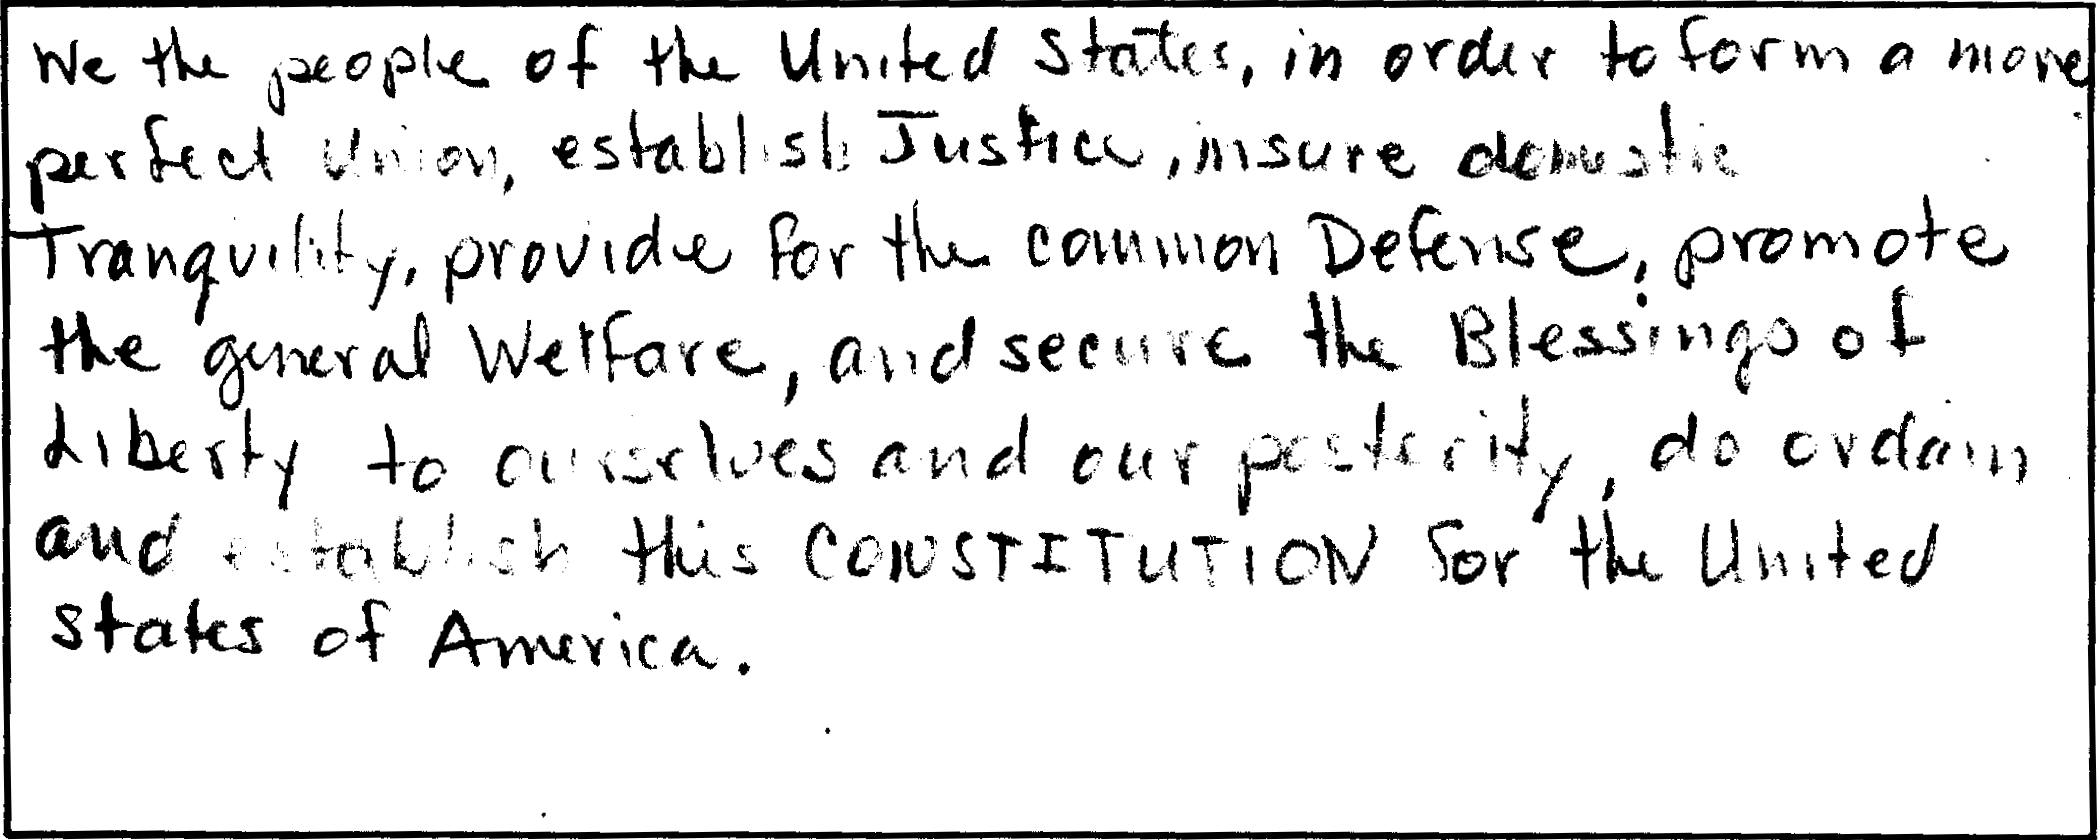 We the people of the United States, in order to form a more
perfect Union, establish Justice, insure domestic
Tranquility, provide for the common Defense, promote
the general Welfare, and secure the Blessings of
Liberty to ourselves and our posterity, do ordain
and establish this CONSTITUTION for the United
States of America.